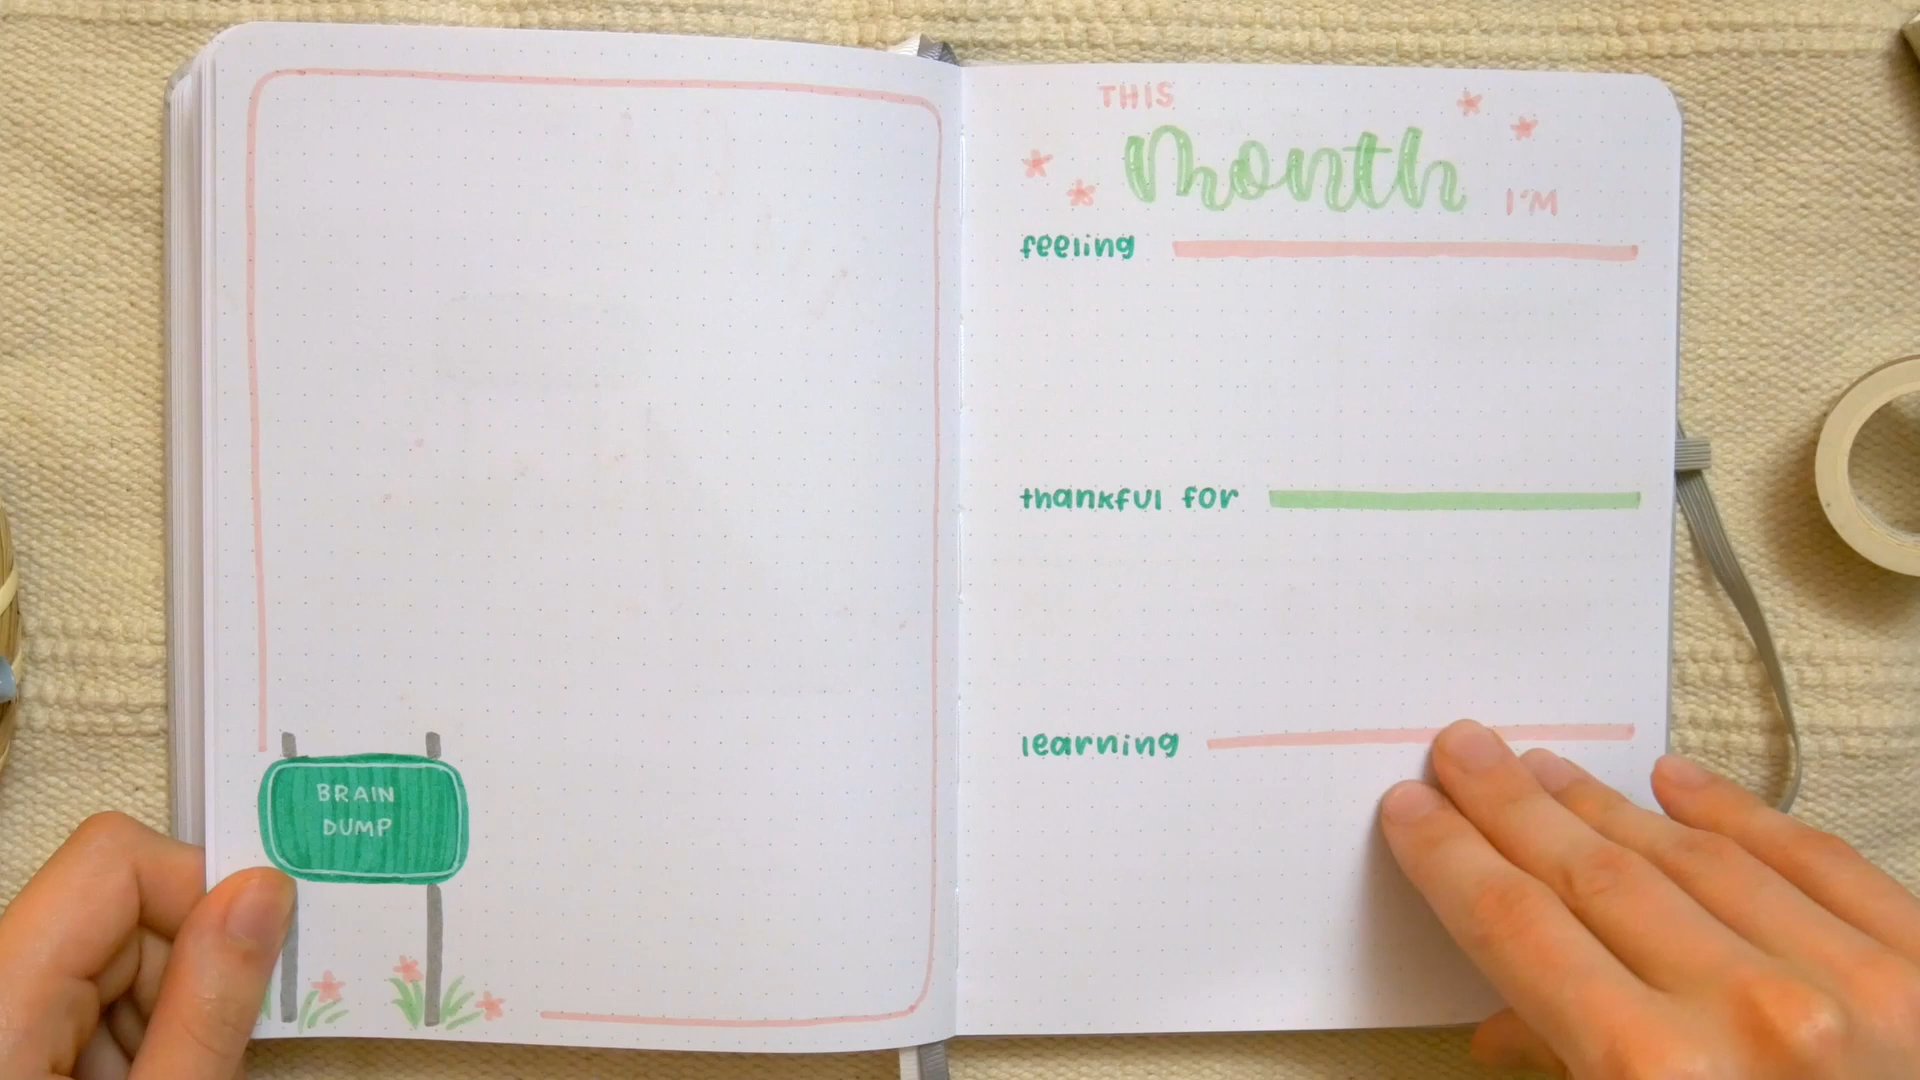 BRAIN
DUMP
THIS
month
I'M
feeling
thankful for
learning